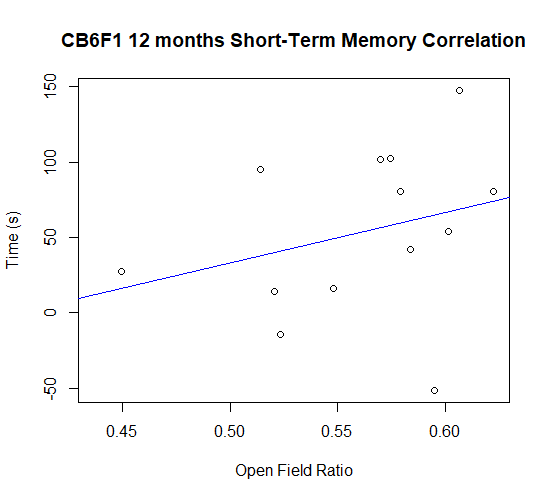 CB6F1 12 months Short-Term Memory Correlation
150
100
50
0
-50
Time (s)
0.45 0.50 0.55 0.60
Open Field Ratio